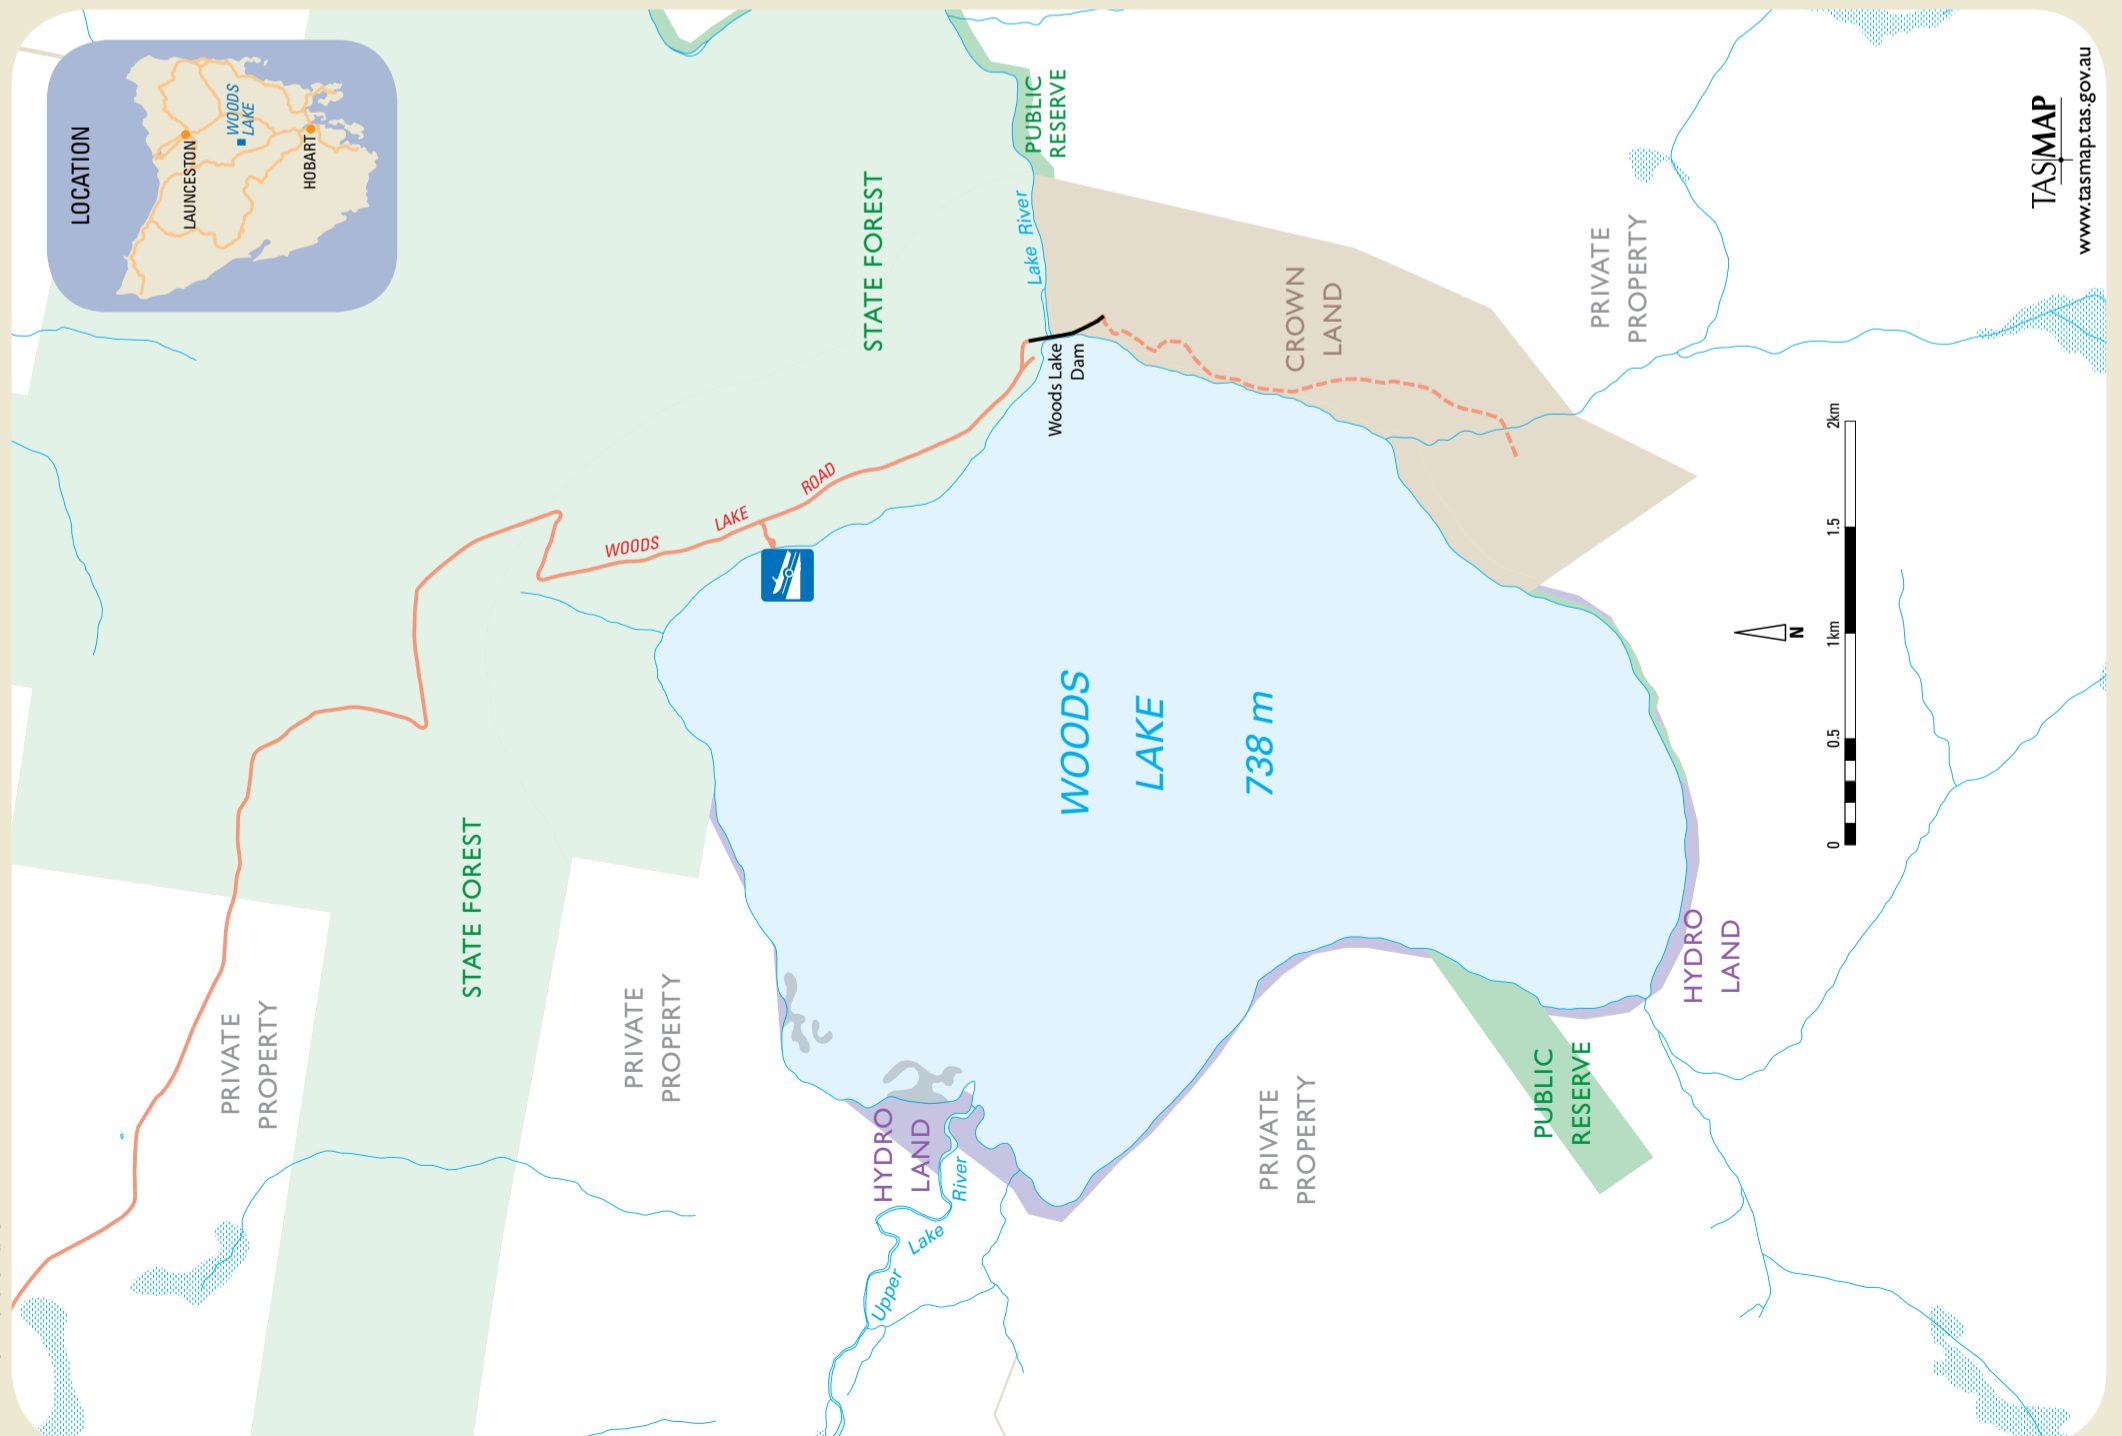 LOCATION
LAUNCESTON
WOODS
LAKE
HOBART
STATE FOREST
PUBLIC
RESERVE
Lake River
Woods Lake
Dam
CROWN
LAND
PRIVATE
PROPERTY
TASMAP
www.tasmap.tas.gov.au
WOODS LAKE ROAD
WOODS
LAKE
738 m
N
0 0.5 1km 1.5 2km
STATE FOREST
PRIVATE
PROPERTY
PRIVATE
PROPERTY
HYDRO
LAND
Upper Lake River
PRIVATE
PROPERTY
PUBLIC
RESERVE
HYDRO
LAND